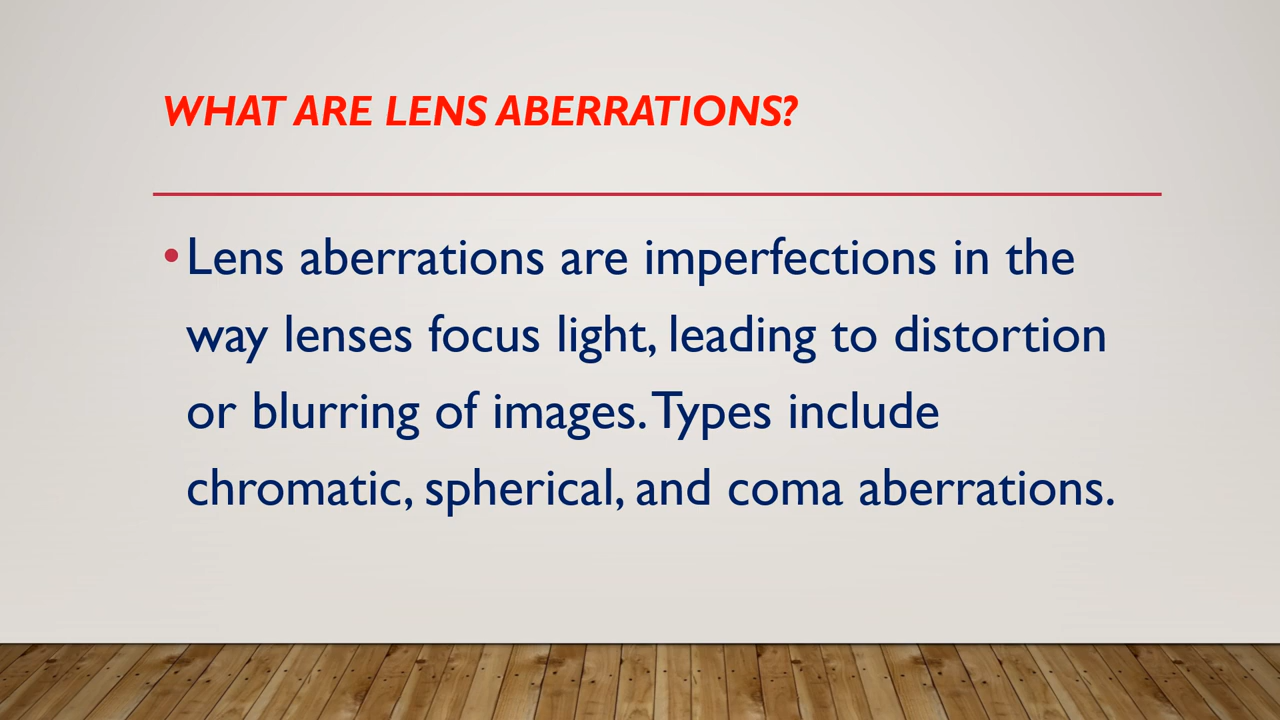 WHAT ARE LENS ABERRATIONS?
• Lens aberrations are imperfections in the
way lenses focus light, leading to distortion
or blurring of images. Types include
chromatic, spherical, and coma aberrations.